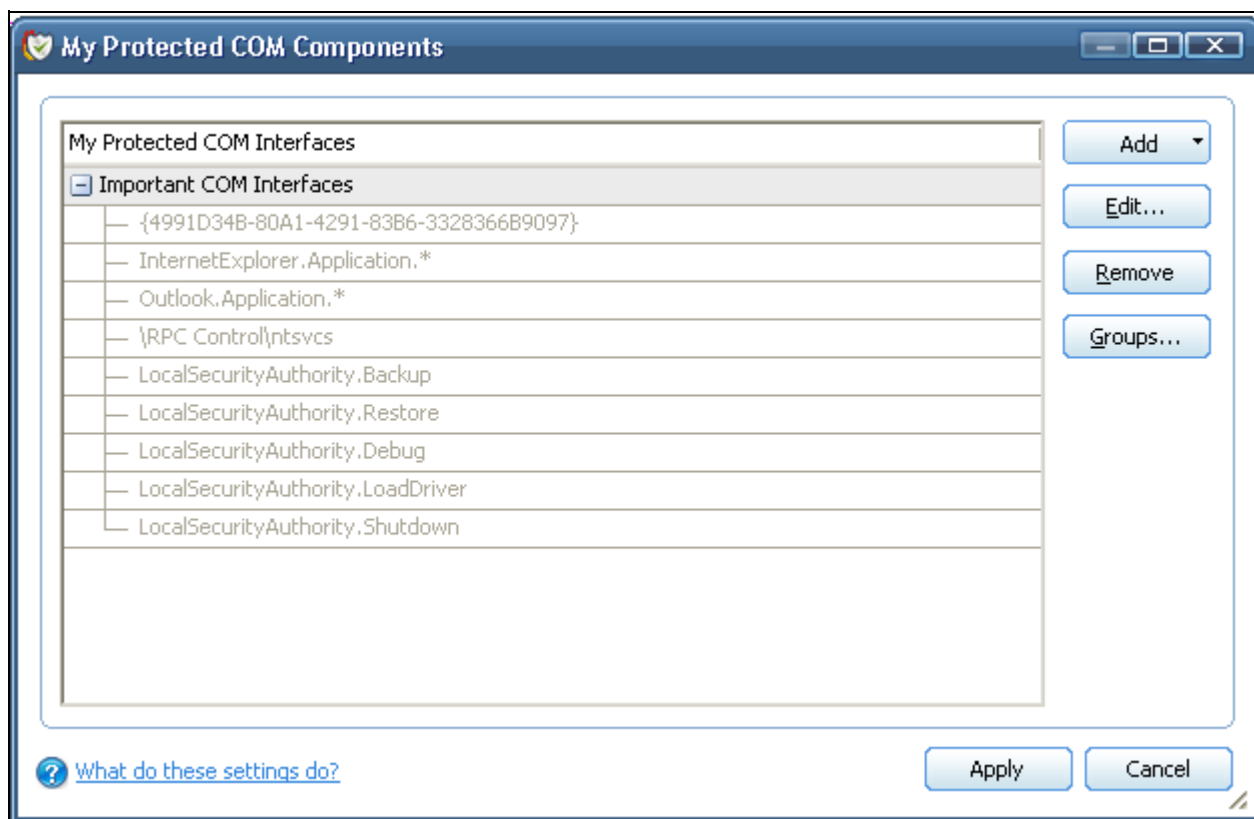 My Protected COM Components
My Protected COM Interfaces
Add
Important COM Interfaces
{4991D34B-80A1-4291-83B6-3328366B9097}
Edit...
InternetExplorer.Application.*
Remove
Outlook.Application.*
\RPC Control\ntsvcs
Groups...
LocalSecurityAuthority.Backup
LocalSecurityAuthority.Restore
LocalSecurityAuthority.Debug
LocalSecurityAuthority.LoadDriver
LocalSecurityAuthority.Shutdown
What do these settings do?
Apply
Cancel